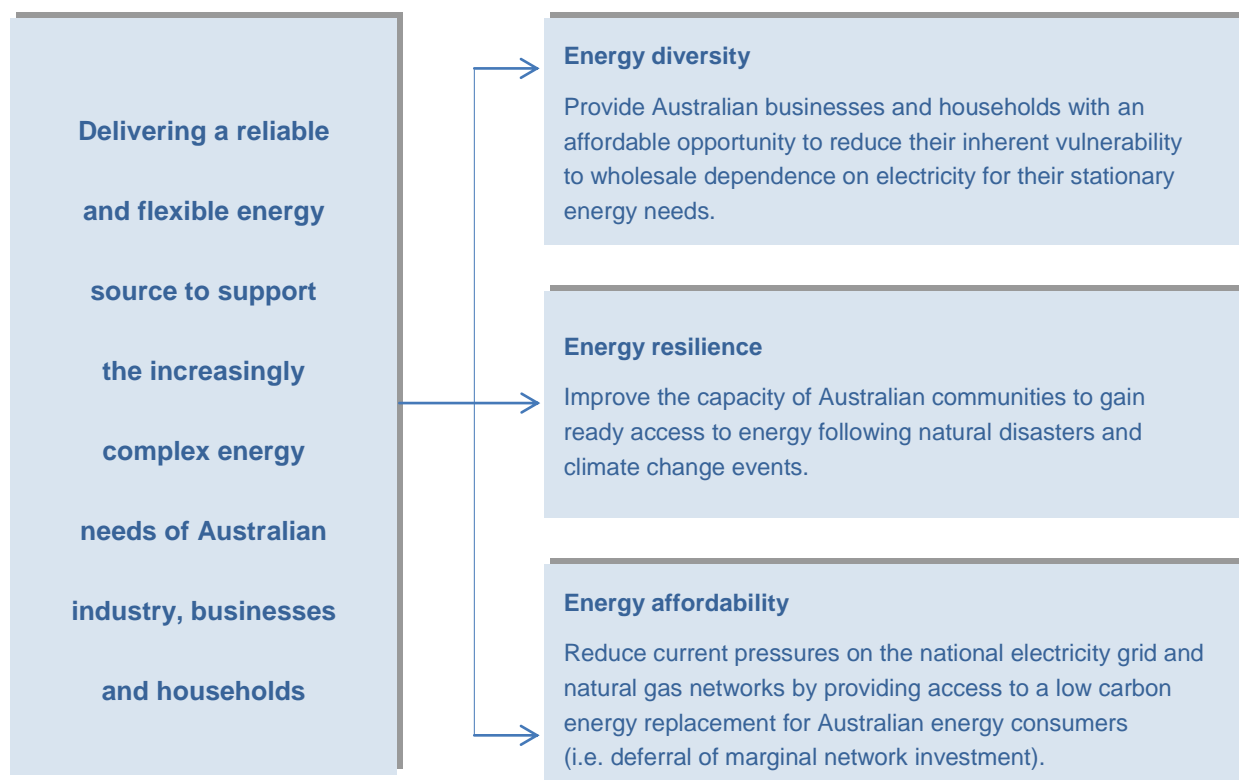 Delivering a reliable
and flexible energy
source to support
the increasingly
complex energy
needs of Australian
industry, businesses
and households
Energy diversity
Provide Australian businesses and households with an
affordable opportunity to reduce their inherent vulnerability
to wholesale dependence on electricity for their stationary
energy needs.
Energy resilience
Improve the capacity of Australian communities to gain
ready access to energy following natural disasters and
climate change events.
Energy affordability
Reduce current pressures on the national electricity grid and
natural gas networks by providing access to a low carbon
energy replacement for Australian energy consumers
(i.e. deferral of marginal network investment).